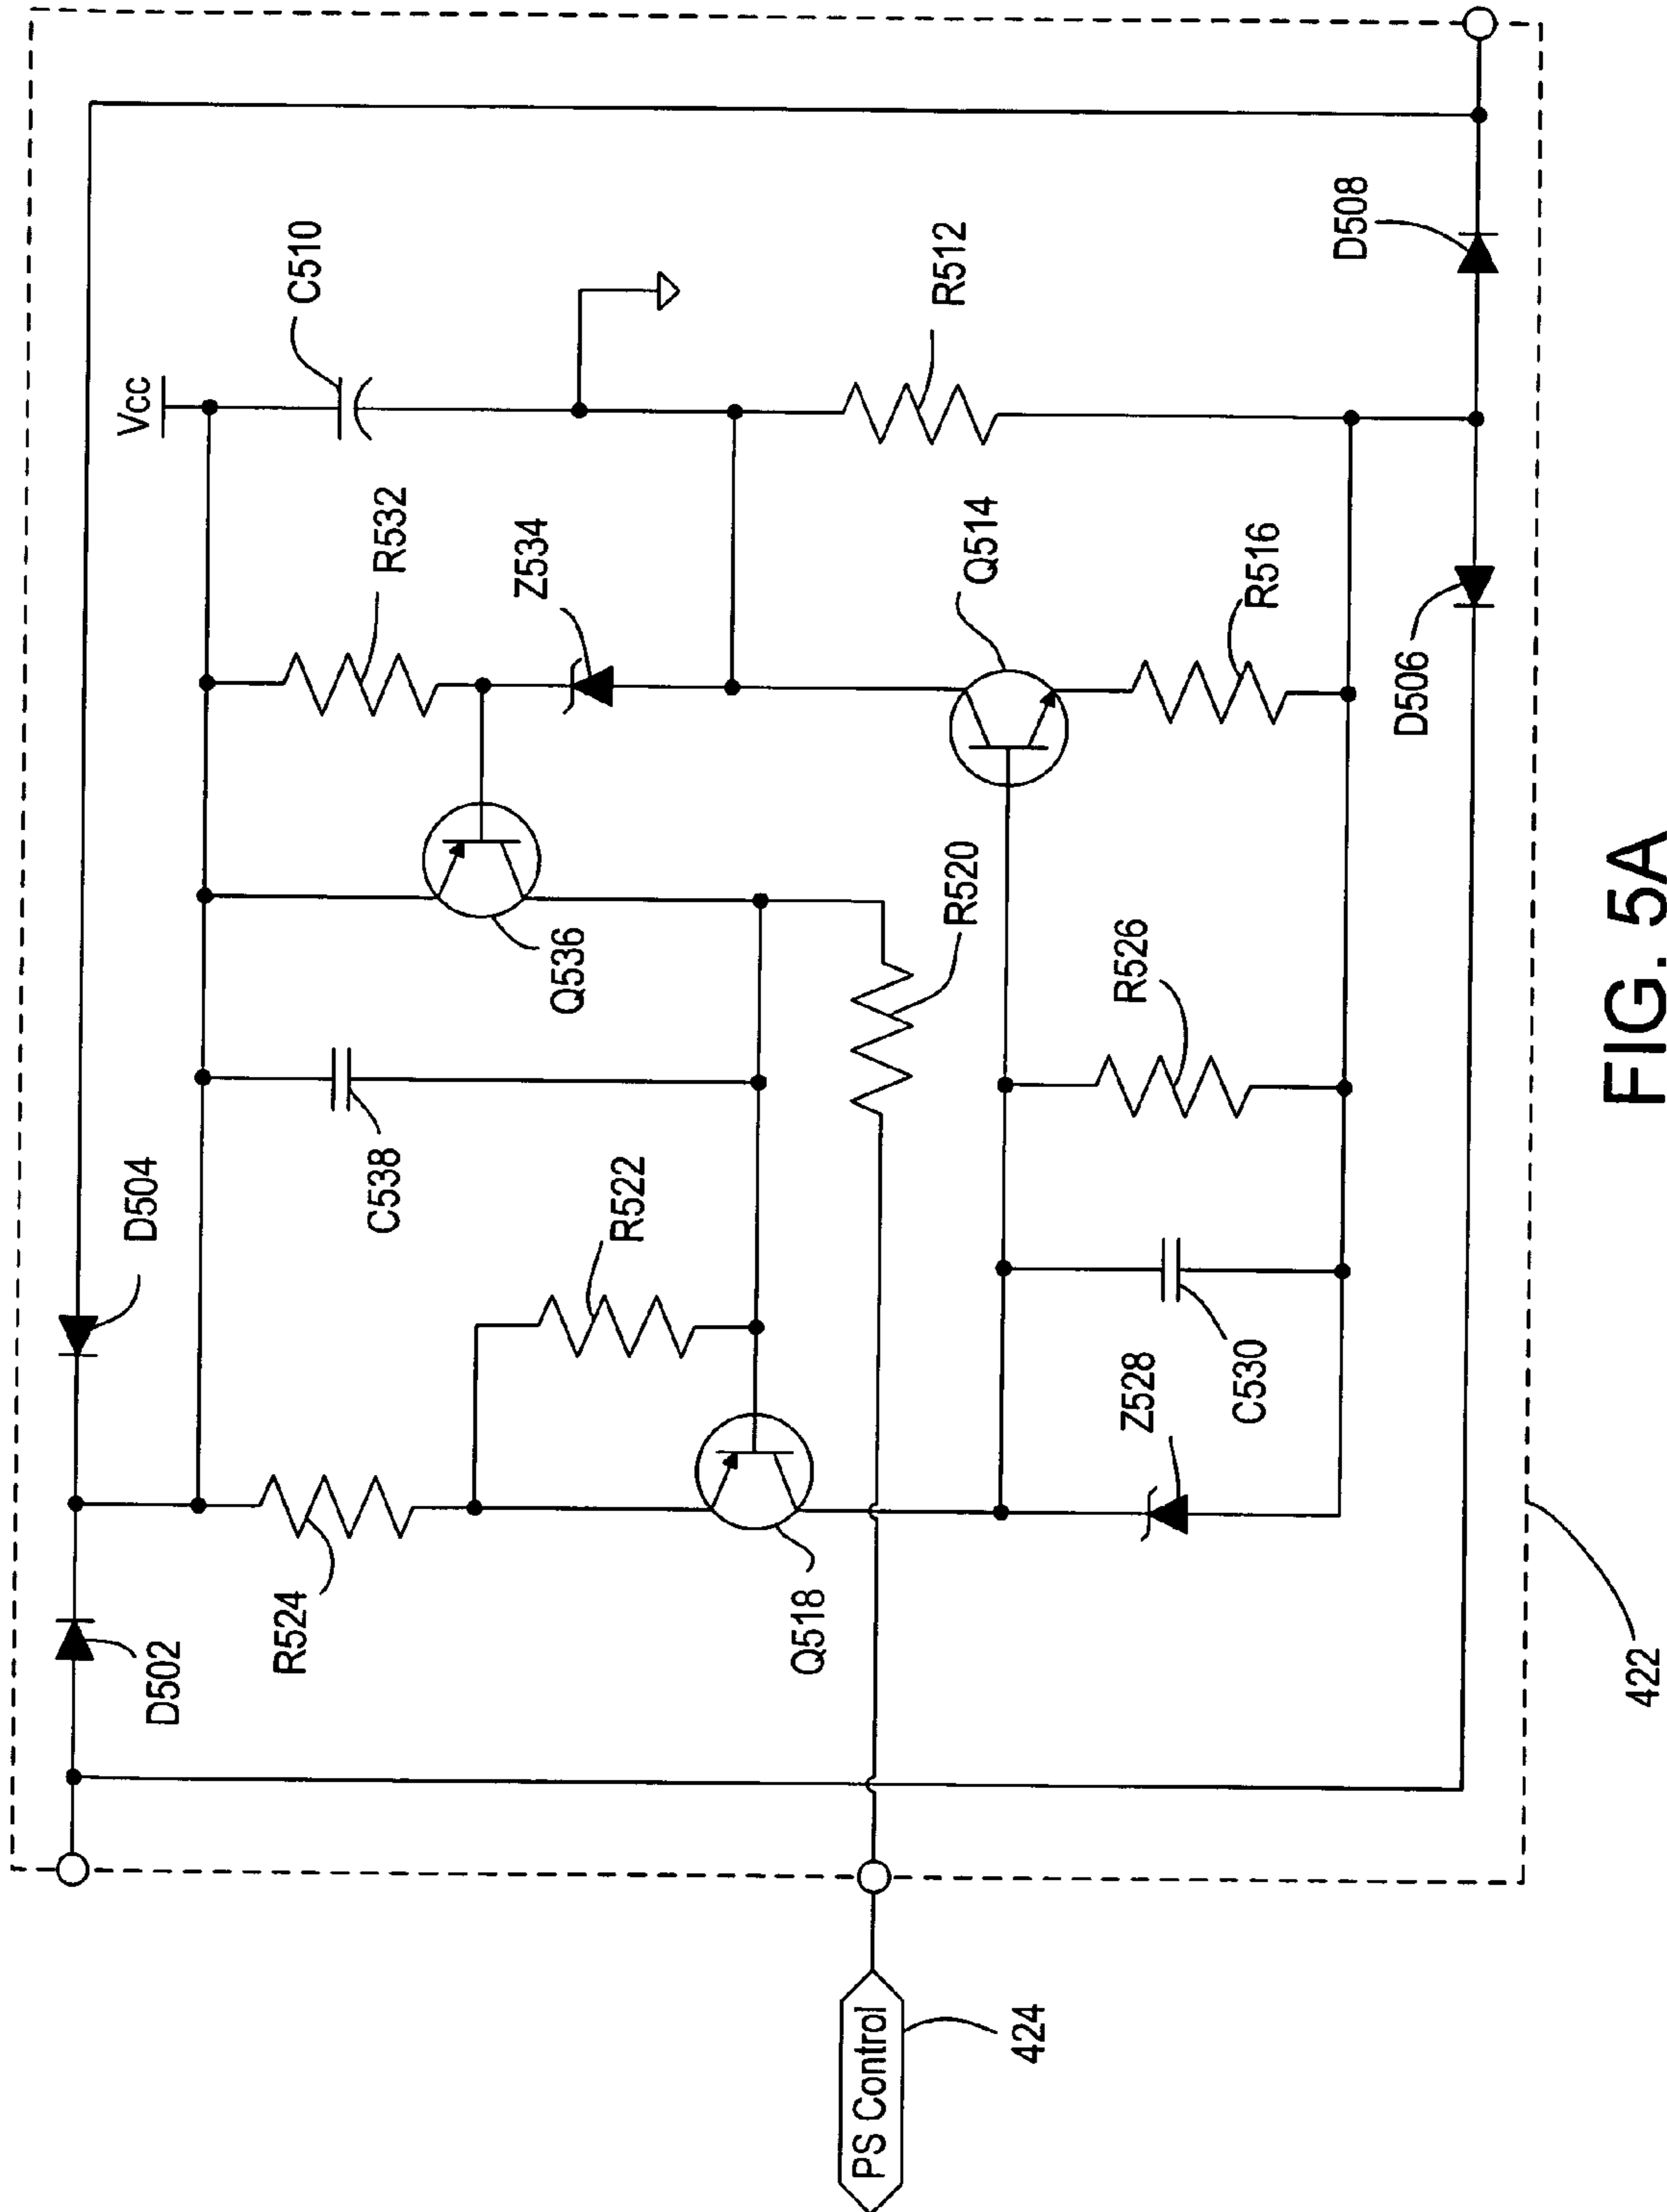 Vcc
C510
R532
Z534
R512
D508
Q514
R516
D506
Q536
R520
R526
D504
C538
R522
Z528
C530
R524
Q518
D502
422
PS Control
424
FIG. 5A